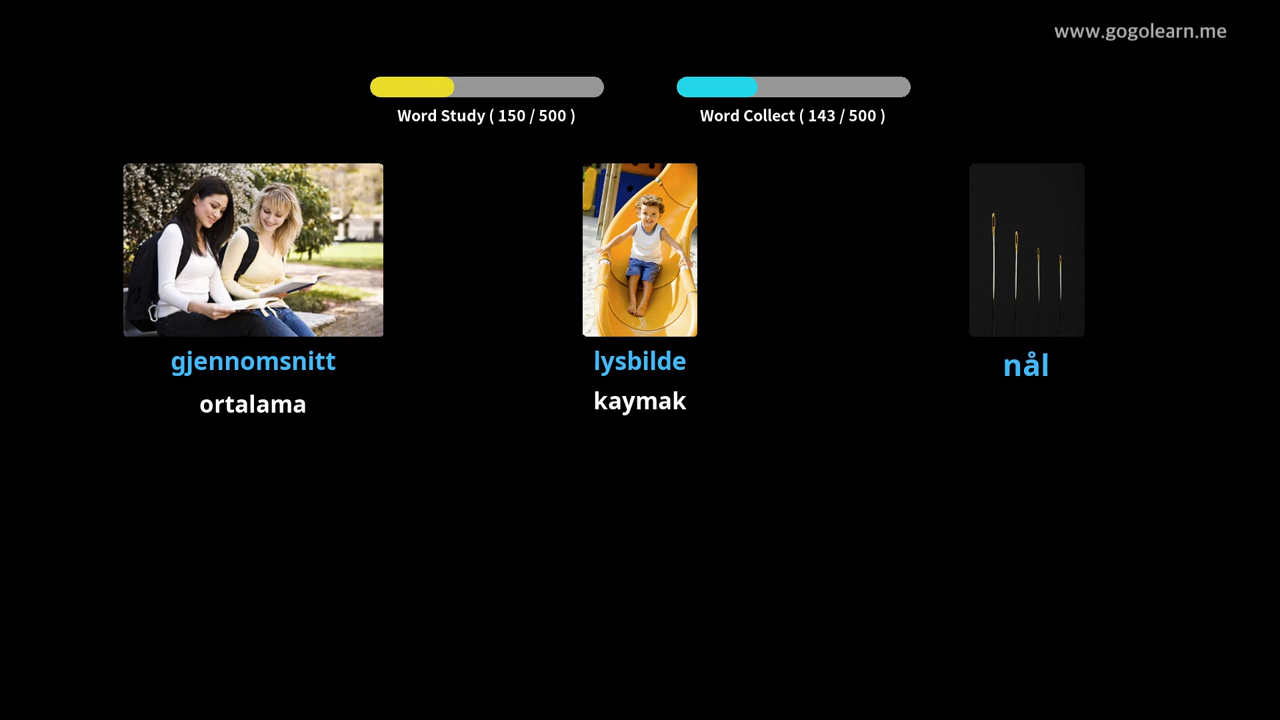 www.gogolearn.me
Word Study ( 150 / 500 )
Word Collect ( 143 / 500 )
gjennomsnitt
ortalama
lysbilde
kaymak
nål